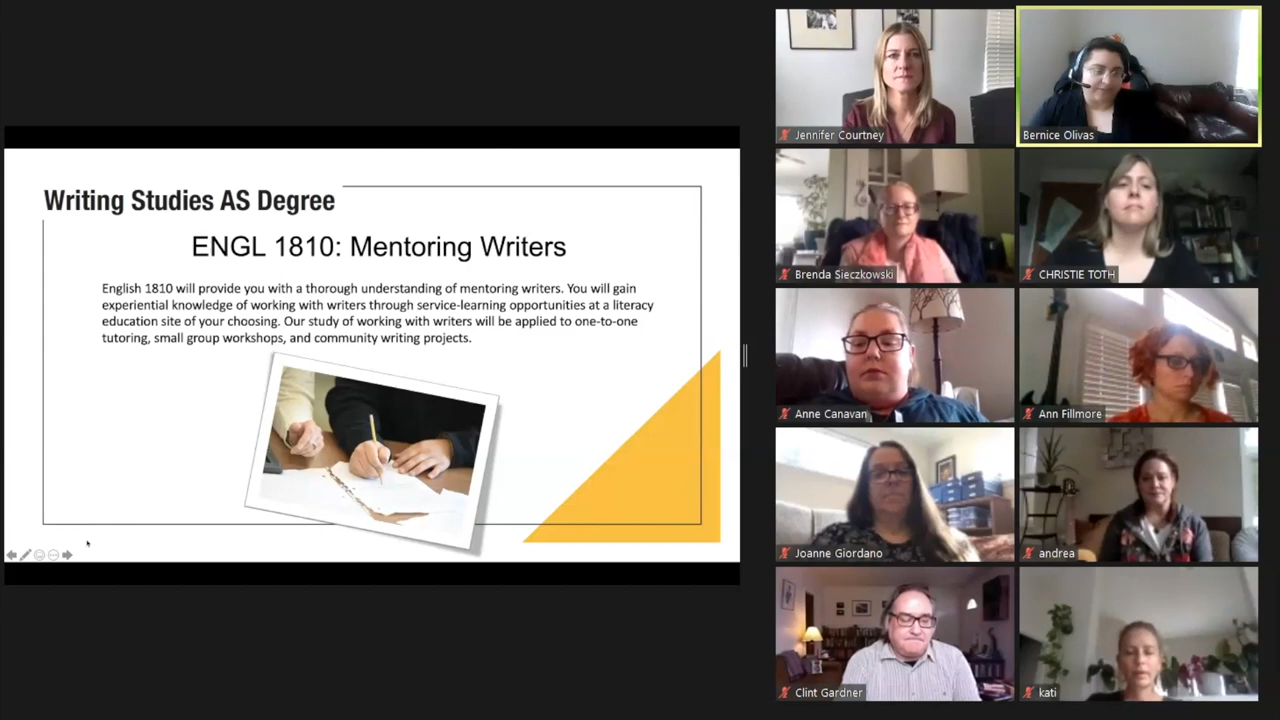 Writing Studies AS Degree
ENGL 1810: Mentoring Writers
English 1810 will provide you with a thorough understanding of mentoring writers. You will gain
experiential knowledge of working with writers through service-learning opportunities at a literacy
education site of your choosing. Our study of working with writers will be applied to one-to-one
tutoring, small group workshops, and community writing projects.
Jennifer Courtney
Bernice Olivas
Brenda Sieczkowski
CHRISTIE TOTH
Anne Canavan
Ann Fillmore
Joanne Giordano
andrea
Clint Gardner
kati